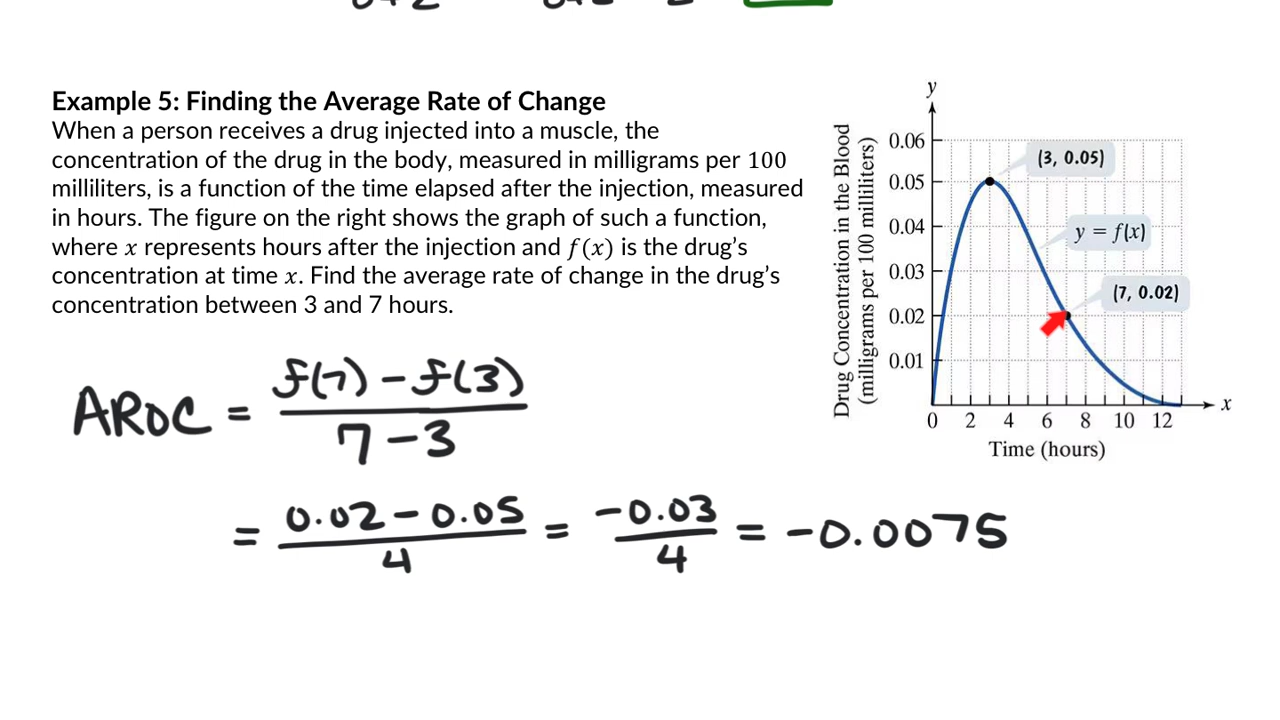 Example 5: Finding the Average Rate of Change
When a person receives a drug injected into a muscle, the
concentration of the drug in the body, measured in milligrams per 100
milliliters, is a function of the time elapsed after the injection, measured
in hours. The figure on the right shows the graph of such a function,
where x represents hours after the injection and f(x) is the drug's
concentration at time x. Find the average rate of change in the drug's
concentration between 3 and 7 hours.
AROC = f(7) - f(3) / 7 - 3
= 0.02 - 0.05 / 4 = -0.03 / 4 = -0.0075
y
Drug Concentration in the Blood
(milligrams per 100 milliliters)
0.06
0.05
0.04
0.03
0.02
0.01
(3, 0.05)
y = f(x)
(7, 0.02)
0 2 4 6 8 10 12
x
Time (hours)